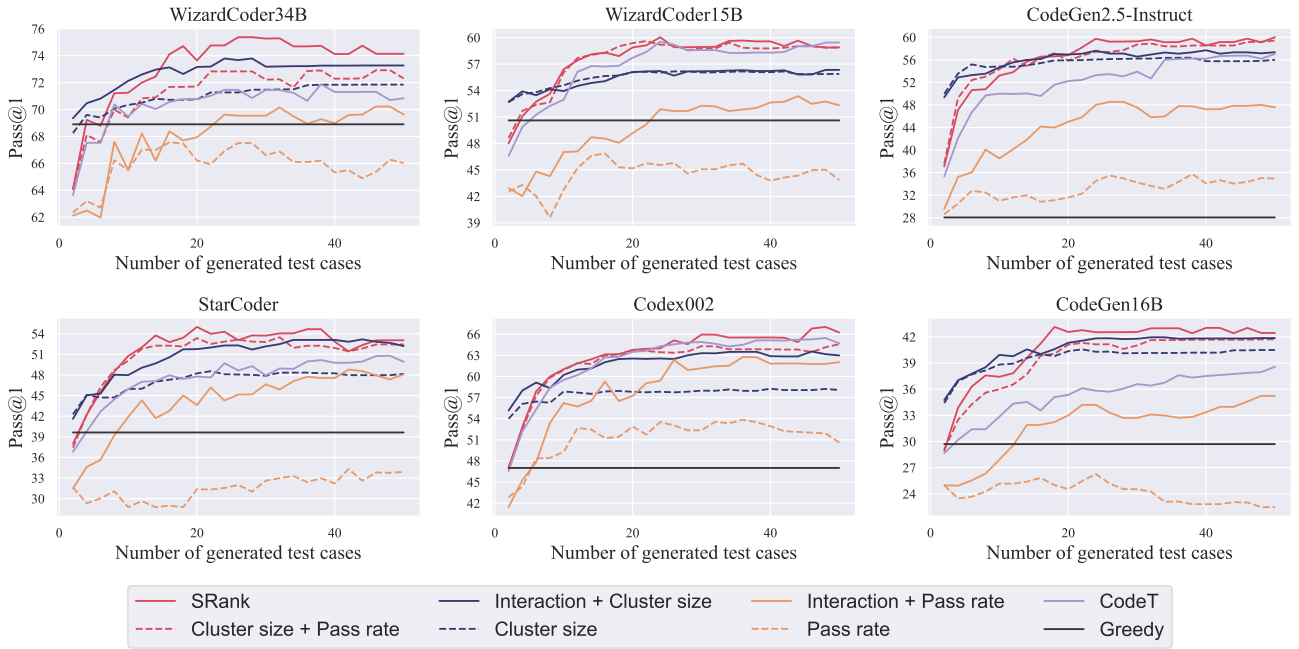 WizardCoder34B
Pass@1
76
74
72
70
68
66
64
62
0 20 40
Number of generated test cases
WizardCoder15B
Pass@1
60
57
54
51
48
45
42
39
0 20 40
Number of generated test cases
CodeGen2.5-Instruct
Pass@1
60
56
52
48
44
40
36
32
28
0 20 40
Number of generated test cases
StarCoder
Pass@1
54
51
48
45
42
39
36
33
30
0 20 40
Number of generated test cases
Codex002
Pass@1
66
63
60
57
54
51
48
45
42
0 20 40
Number of generated test cases
CodeGen16B
Pass@1
42
39
36
33
30
27
24
0 20 40
Number of generated test cases
SRank
Cluster size + Pass rate
Interaction + Cluster size
Cluster size
Interaction + Pass rate
Pass rate
CodeT
Greedy